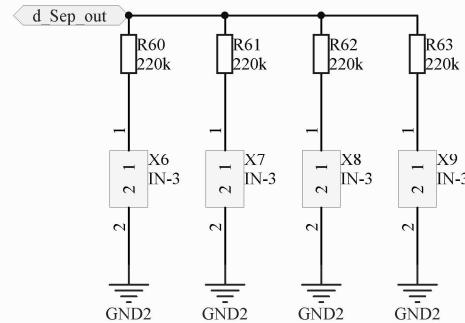 d_Sep_out
R60
220k
R61
220k
R62
220k
R63
220k
1
1
1
1
1
2
X6
IN-3
1
2
X7
IN-3
1
2
X8
IN-3
1
2
X9
IN-3
2
2
2
2
GND2
GND2
GND2
GND2